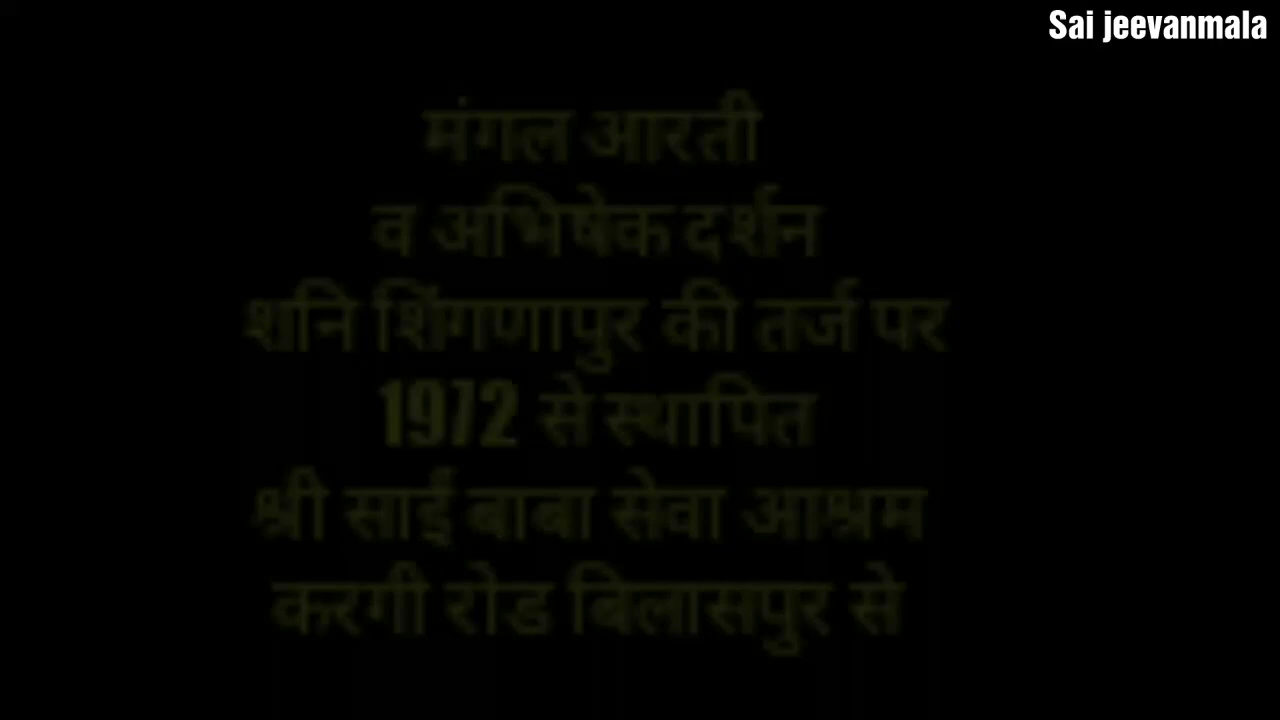 Sai jeevanmala
मंगल आरती
व अभिषेक दर्शन
शनि शिंगणापुर की तर्ज पर
1972 से स्थापित
श्री साईं बाबा सेवा आश्रम
करगी रोड बिलासपुर से